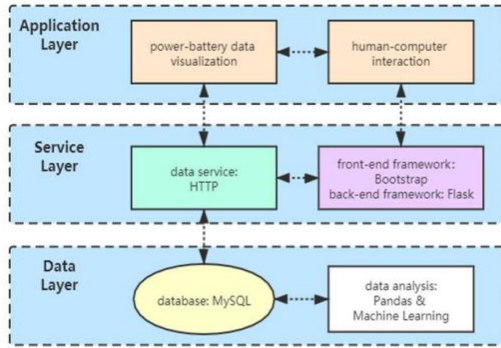 Application
Layer
power-battery data
visualization
human-computer
interaction
Service
Layer
data service:
HTTP
front-end framework:
Bootstrap
back-end framework: Flask
Data
Layer
database: MySQL
data analysis:
Pandas &
Machine Learning